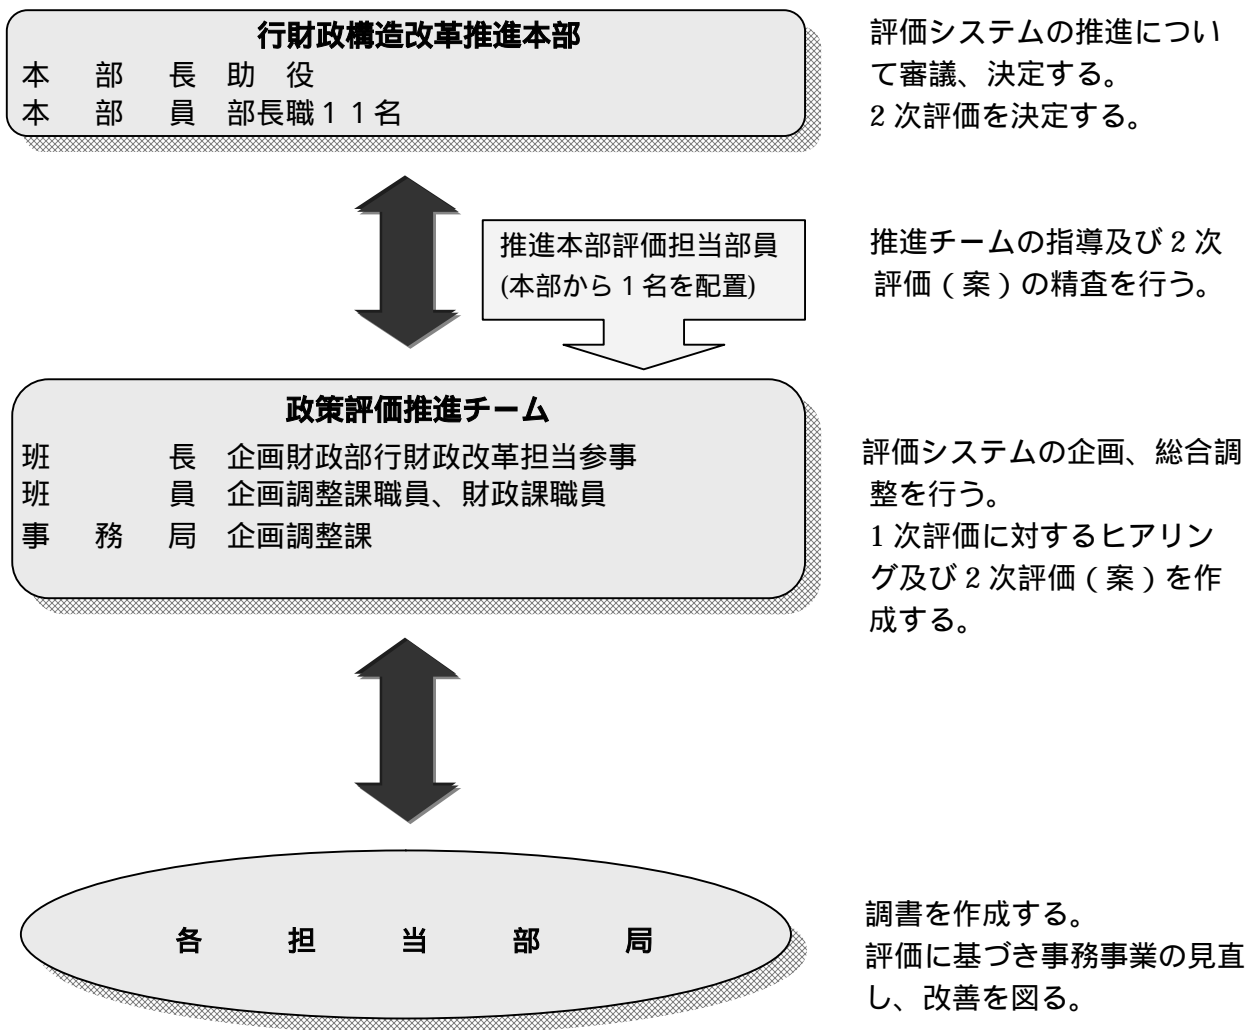 行財政構造改革推進本部
本　部　長　助　役
本　部　員　部長職１１名
評価システムの推進につい
て審議、決定する。
2 次評価を決定する。
推進本部評価担当部員
(本部から 1 名を配置)
推進チームの指導及び 2 次
評価（案）の精査を行う。
政策評価推進チーム
班　　　長　企画財政部行財政改革担当参事
班　　　員　企画調整課職員、財政課職員
事　務　局　企画調整課
評価システムの企画、総合調
整を行う。
1 次評価に対するヒアリン
グ及び 2 次評価（案）を作
成する。
各　担　当　部　局
調書を作成する。
評価に基づき事務事業の見直
し、改善を図る。